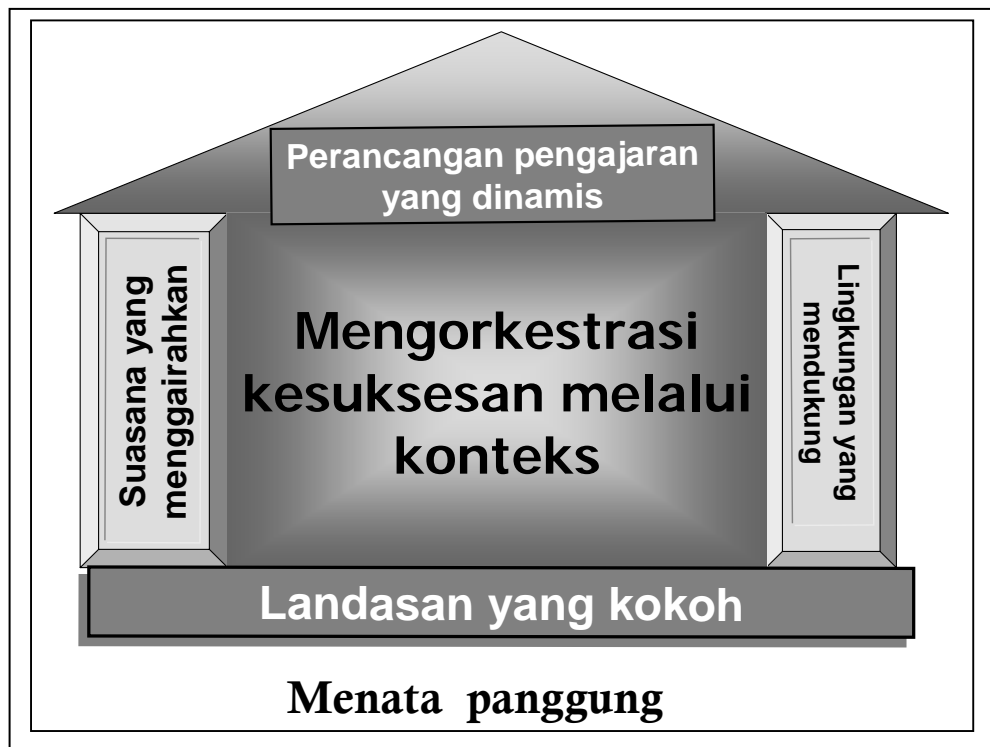 Perancangan pengajaran
yang dinamis
Suasana yang
menggairahkan
Mengorkestrasi
kesuksesan melalui
konteks
Lingkungan yang
mendukung
Landasan yang kokoh
Menata panggung